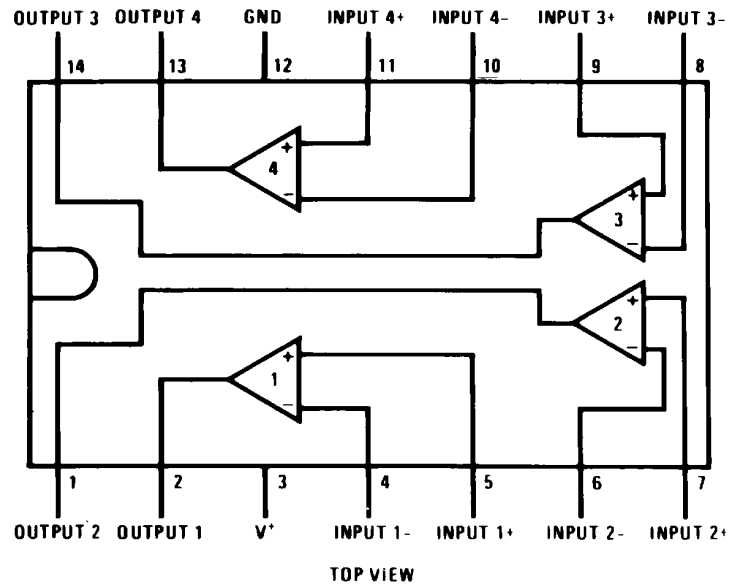 OUTPUT 3 OUTPUT 4 GND INPUT 4+ INPUT 4- INPUT 3+ INPUT 3-
14 13 12 11 10 9 8
+
4
-
+
3
-
+
2
-
+
1
-
1 2 3 4 5 6 7
OUTPUT 2 OUTPUT 1 V+ INPUT 1- INPUT 1+ INPUT 2- INPUT 2+
TOP VIEW